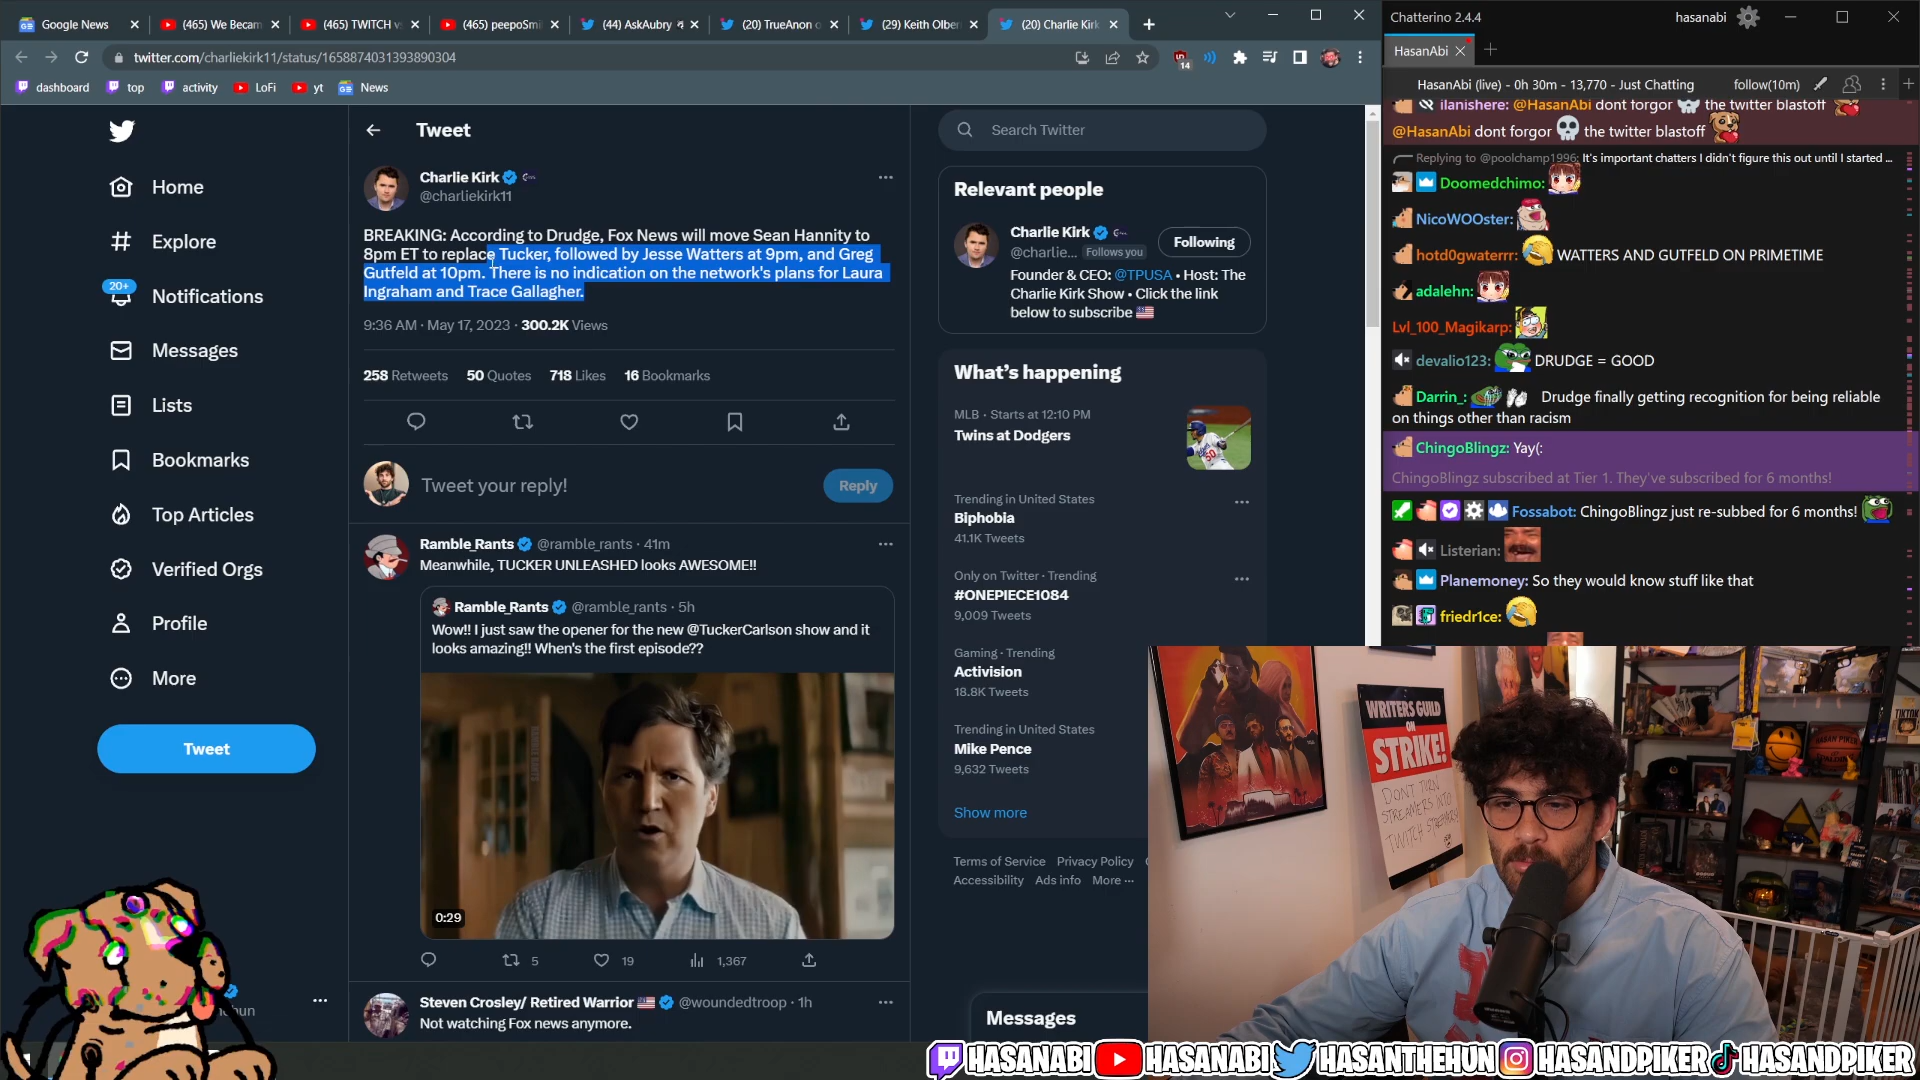 Google News
(465) We Becam
(465) TWITCH v
(465) peepoSmi
(44) AskAubry
(20) TrueAnon
(29) Keith Olber
(20) Charlie Kirk
twitter.com/charliekirk11/status/1658874031393890304
14
dashboard
top
activity
LoFi
yt
News
Home
Explore
20+
Notifications
Messages
Lists
Bookmarks
Top Articles
Verified Orgs
Profile
More
Tweet
Tweet
Charlie Kirk
@charliekirk11
BREAKING: According to Drudge, Fox News will move Sean Hannity to
8pm ET to replace Tucker, followed by Jesse Watters at 9pm, and Greg
Gutfeld at 10pm. There is no indication on the network's plans for Laura
Ingraham and Trace Gallagher.
9:36 AM · May 17, 2023 · 300.2K Views
258 Retweets 50 Quotes 718 Likes 16 Bookmarks
Tweet your reply!
Reply
Ramble_Rants @ramble_rants · 41m
Meanwhile, TUCKER UNLEASHED looks AWESOME!!
Ramble_Rants @ramble_rants · 5h
Wow!! I just saw the opener for the new @TuckerCarlson show and it
looks amazing!! When's the first episode??
0:29
5
19
1,367
Steven Crosley/ Retired Warrior @woundedtroop · 1h
Not watching Fox news anymore.
Search Twitter
Relevant people
Charlie Kirk
@charlie... Follows you
Following
Founder & CEO: @TPUSA • Host: The
Charlie Kirk Show • Click the link
below to subscribe
What's happening
MLB · Starts at 12:10 PM
Twins at Dodgers
50
Trending in United States
Biphobia
41.1K Tweets
Only on Twitter · Trending
#ONEPIECE1084
9,009 Tweets
Gaming · Trending
Activision
18.8K Tweets
Trending in United States
Mike Pence
9,632 Tweets
Show more
Terms of Service Privacy Policy
Accessibility Ads info More ···
Messages
Chatterino 2.4.4
hasanabi
HasanAbi
HasanAbi (live) - 0h 30m - 13,770 - Just Chatting
follow(10m)
ilanishere: @HasanAbi dont forgor the twitter blastoff
@HasanAbi dont forgor the twitter blastoff
Replying to @poolchamp1996: It's important chatters I didn't figure this out until I started ...
Doomedchimo:
NicoWOOster:
hotd0gwaterrr: WATTERS AND GUTFELD ON PRIMETIME
adalehn:
Lvl_100_Magikarp:
devalio123: DRUDGE = GOOD
Darrin_: Drudge finally getting recognition for being reliable
on things other than racism
ChingoBlingz: Yay(:
ChingoBlingz subscribed at Tier 1. They've subscribed for 6 months!
Fossabot: ChingoBlingz just re-subbed for 6 months!
Listerian:
Planemoney: So they would know stuff like that
friedr1ce:
WRITERS GUILD
ON
STRIKE!
DON'T TURN
STREAMERS INTO
TWITCH STREAMERS
HASANABI
HASANABI
HASANTHEHUN
HASANDPIKER
HASANDPIKER